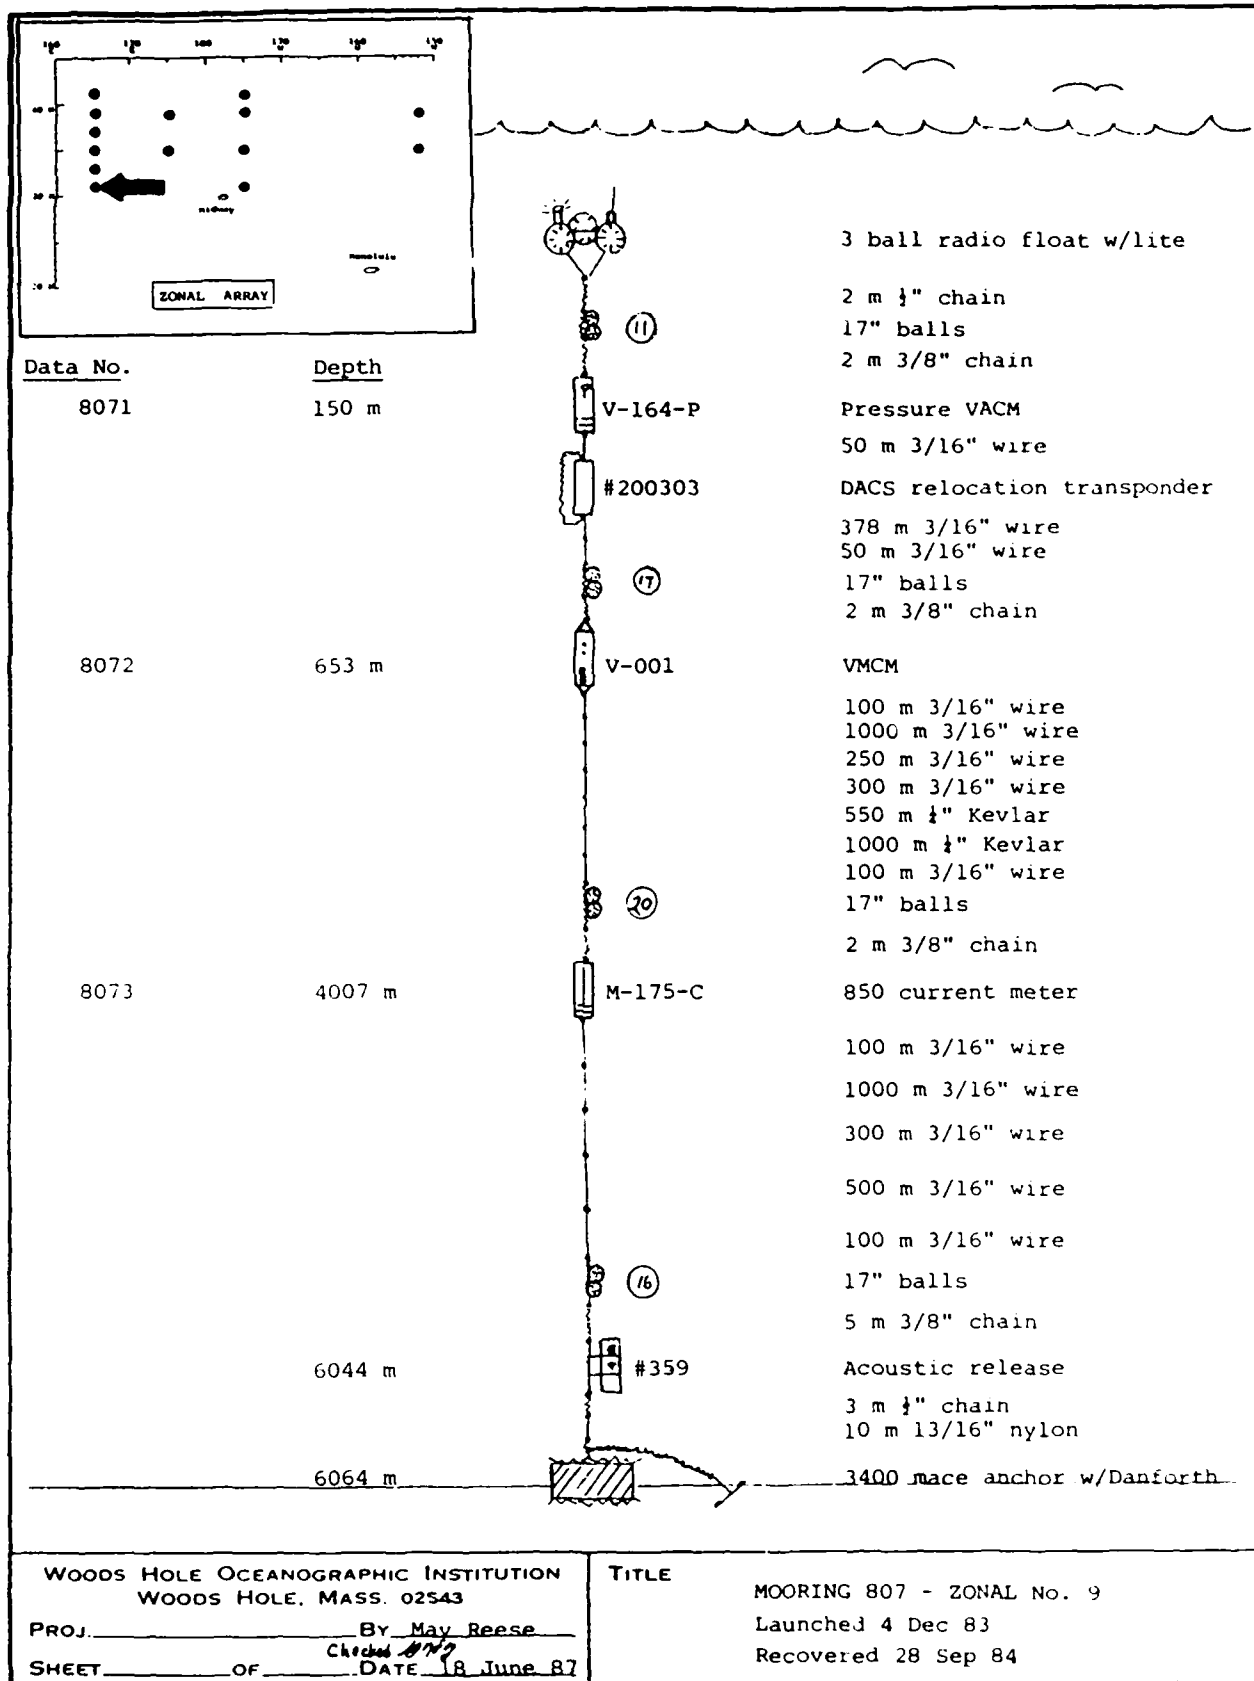 ZONAL ARRAY
Midway
Honolulu
3 ball radio float w/lite
2 m ½" chain
11 17" balls
2 m 3/8" chain
Data No. Depth
8071 150 m V-164-P Pressure VACM
50 m 3/16" wire
#200303 DACS relocation transponder
378 m 3/16" wire
50 m 3/16" wire
17 17" balls
2 m 3/8" chain
8072 653 m V-001 VMCM
100 m 3/16" wire
1000 m 3/16" wire
250 m 3/16" wire
300 m 3/16" wire
550 m ½" Kevlar
1000 m ½" Kevlar
100 m 3/16" wire
20 17" balls
2 m 3/8" chain
8073 4007 m M-175-C 850 current meter
100 m 3/16" wire
1000 m 3/16" wire
300 m 3/16" wire
500 m 3/16" wire
100 m 3/16" wire
16 17" balls
5 m 3/8" chain
6044 m #359 Acoustic release
3 m ½" chain
10 m 13/16" nylon
6064 m 3400 mace anchor w/Danforth
WOODS HOLE OCEANOGRAPHIC INSTITUTION
WOODS HOLE, MASS. 02543
PROJ. BY May Reese
Checked
SHEET OF DATE 18 June 87
TITLE
MOORING 807 - ZONAL No. 9
Launched 4 Dec 83
Recovered 28 Sep 84